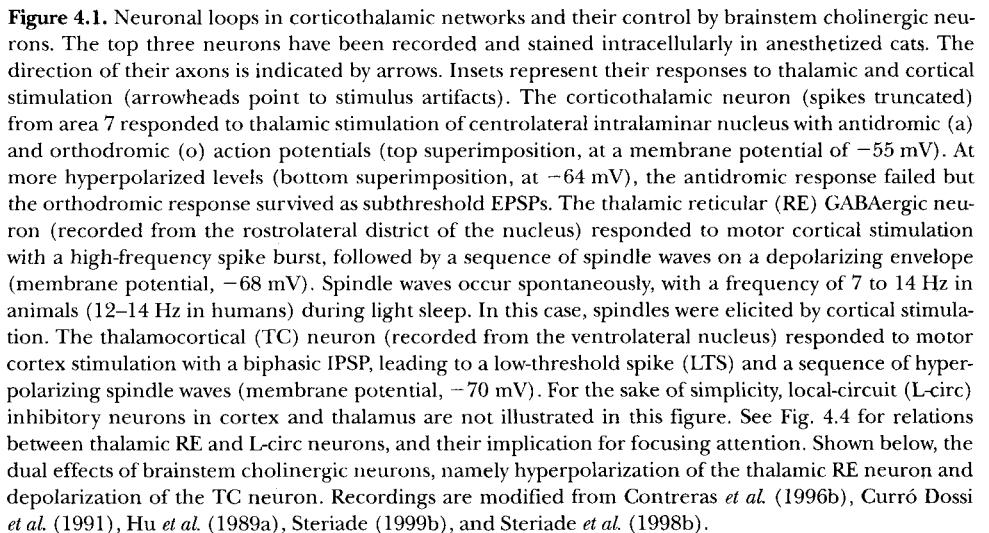 Figure 4.1. Neuronal loops in corticothalamic networks and their control by brainstem cholinergic neu-
rons. The top three neurons have been recorded and stained intracellularly in anesthetized cats. The
direction of their axons is indicated by arrows. Insets represent their responses to thalamic and cortical
stimulation (arrowheads point to stimulus artifacts). The corticothalamic neuron (spikes truncated)
from area 7 responded to thalamic stimulation of centrolateral intralaminar nucleus with antidromic (a)
and orthodromic (o) action potentials (top superimposition, at a membrane potential of −55 mV). At
more hyperpolarized levels (bottom superimposition, at −64 mV), the antidromic response failed but
the orthodromic response survived as subthreshold EPSPs. The thalamic reticular (RE) GABAergic neu-
ron (recorded from the rostrolateral district of the nucleus) responded to motor cortical stimulation
with a high-frequency spike burst, followed by a sequence of spindle waves on a depolarizing envelope
(membrane potential, −68 mV). Spindle waves occur spontaneously, with a frequency of 7 to 14 Hz in
animals (12–14 Hz in humans) during light sleep. In this case, spindles were elicited by cortical stimula-
tion. The thalamocortical (TC) neuron (recorded from the ventrolateral nucleus) responded to motor
cortex stimulation with a biphasic IPSP, leading to a low-threshold spike (LTS) and a sequence of hyper-
polarizing spindle waves (membrane potential, −70 mV). For the sake of simplicity, local-circuit (L-circ)
inhibitory neurons in cortex and thalamus are not illustrated in this figure. See Fig. 4.4 for relations
between thalamic RE and L-circ neurons, and their implication for focusing attention. Shown below, the
dual effects of brainstem cholinergic neurons, namely hyperpolarization of the thalamic RE neuron and
depolarization of the TC neuron. Recordings are modified from Contreras et al. (1996b), Curró Dossi
et al. (1991), Hu et al. (1989a), Steriade (1999b), and Steriade et al. (1998b).